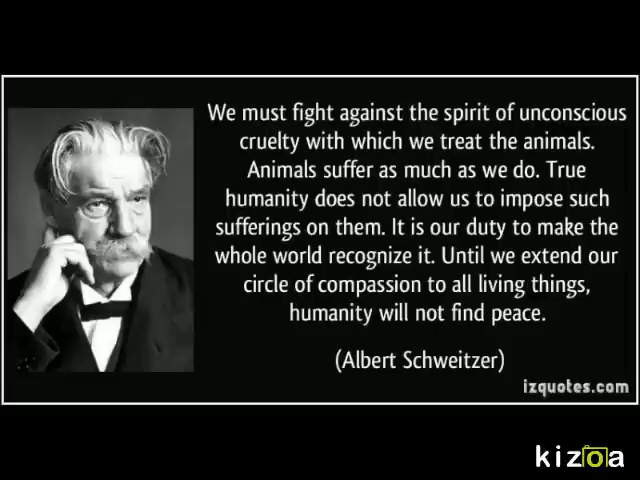 We must fight against the spirit of unconscious
cruelty with which we treat the animals.
Animals suffer as much as we do. True
humanity does not allow us to impose such
sufferings on them. It is our duty to make the
whole world recognize it. Until we extend our
circle of compassion to all living things,
humanity will not find peace.
(Albert Schweitzer)
izquotes.com
kizoa